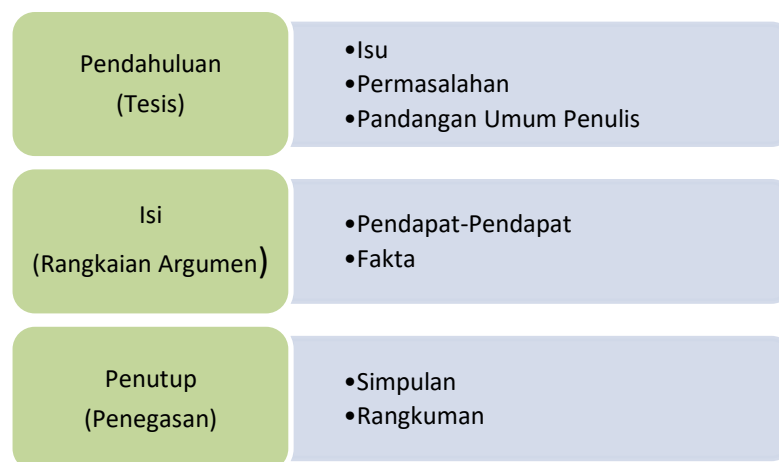 Pendahuluan
(Tesis)
•Isu
•Permasalahan
•Pandangan Umum Penulis
Isi
(Rangkaian Argumen)
•Pendapat-Pendapat
•Fakta
Penutup
(Penegasan)
•Simpulan
•Rangkuman